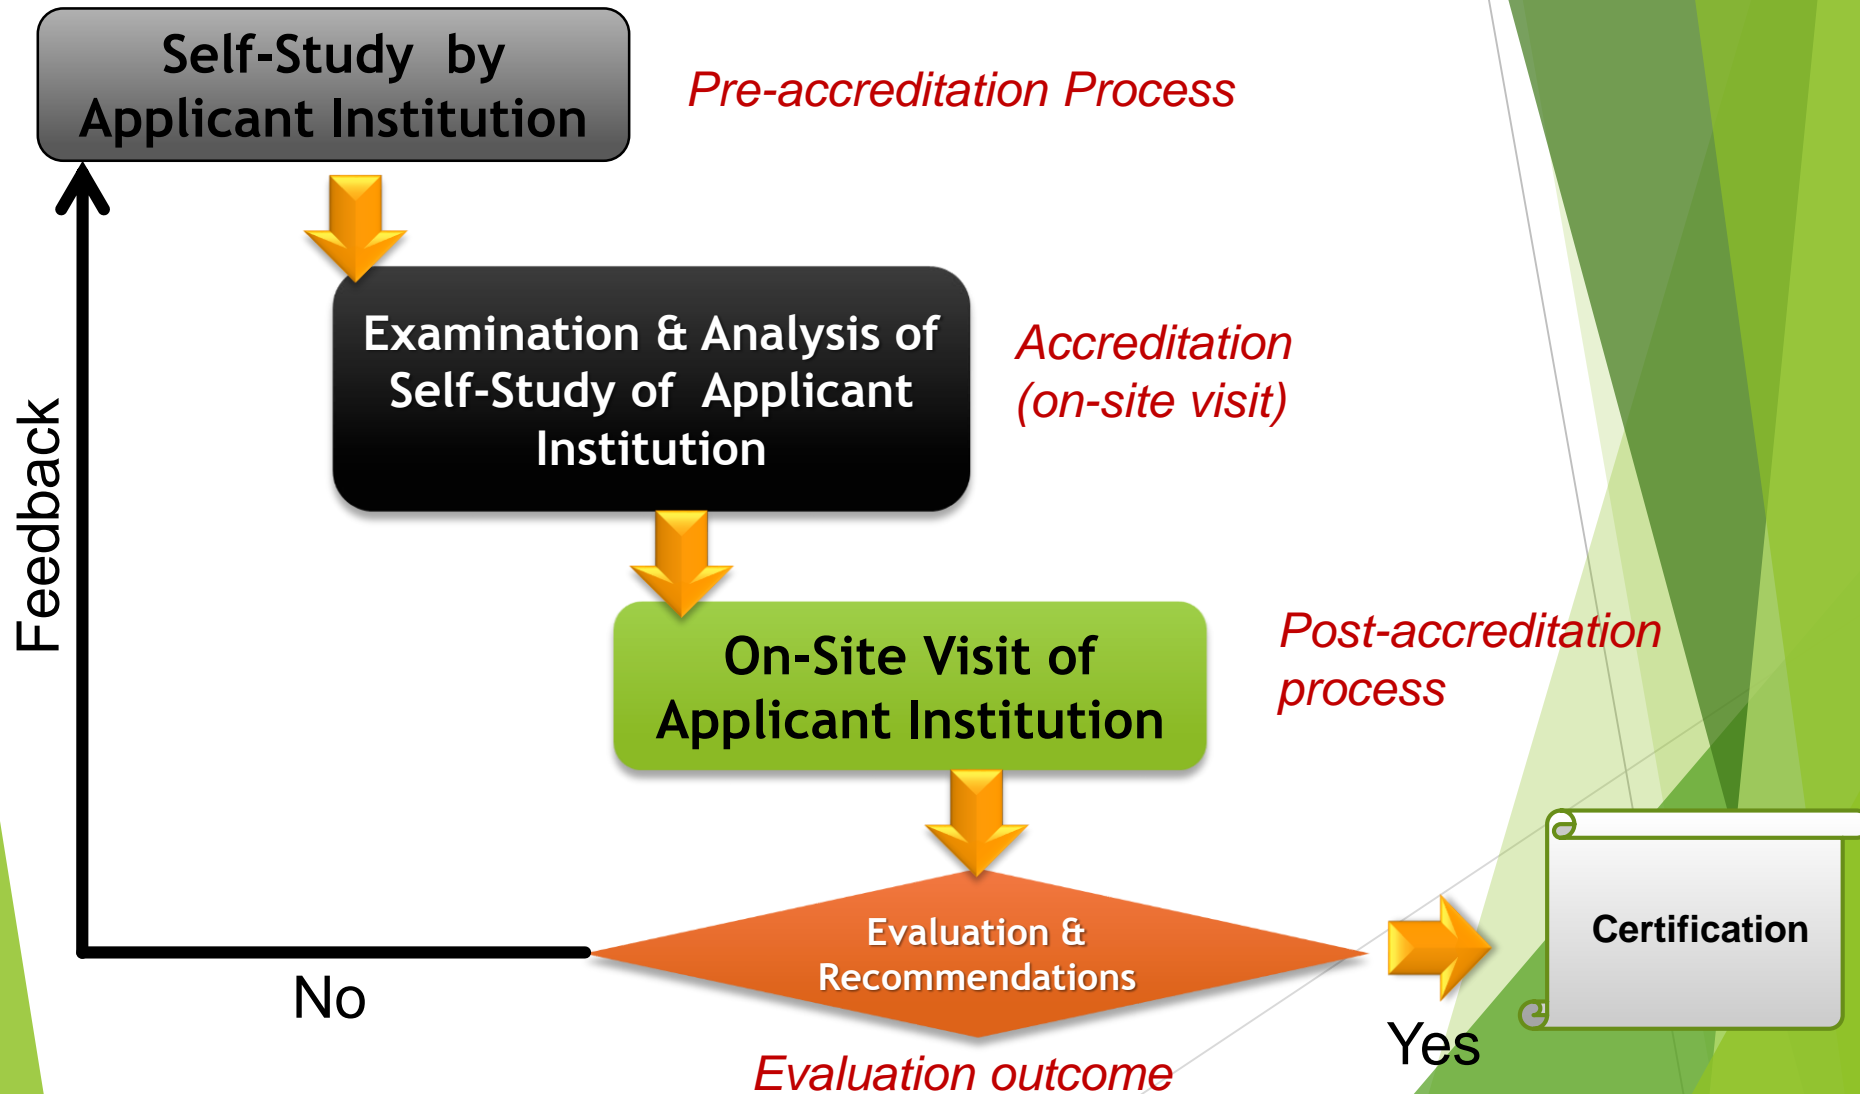 Self-Study by
Applicant Institution
Pre-accreditation Process
Examination & Analysis of
Self-Study of Applicant
Institution
Accreditation
(on-site visit)
Feedback
On-Site Visit of
Applicant Institution
Post-accreditation
process
Evaluation &
Recommendations
Certification
No
Yes
Evaluation outcome